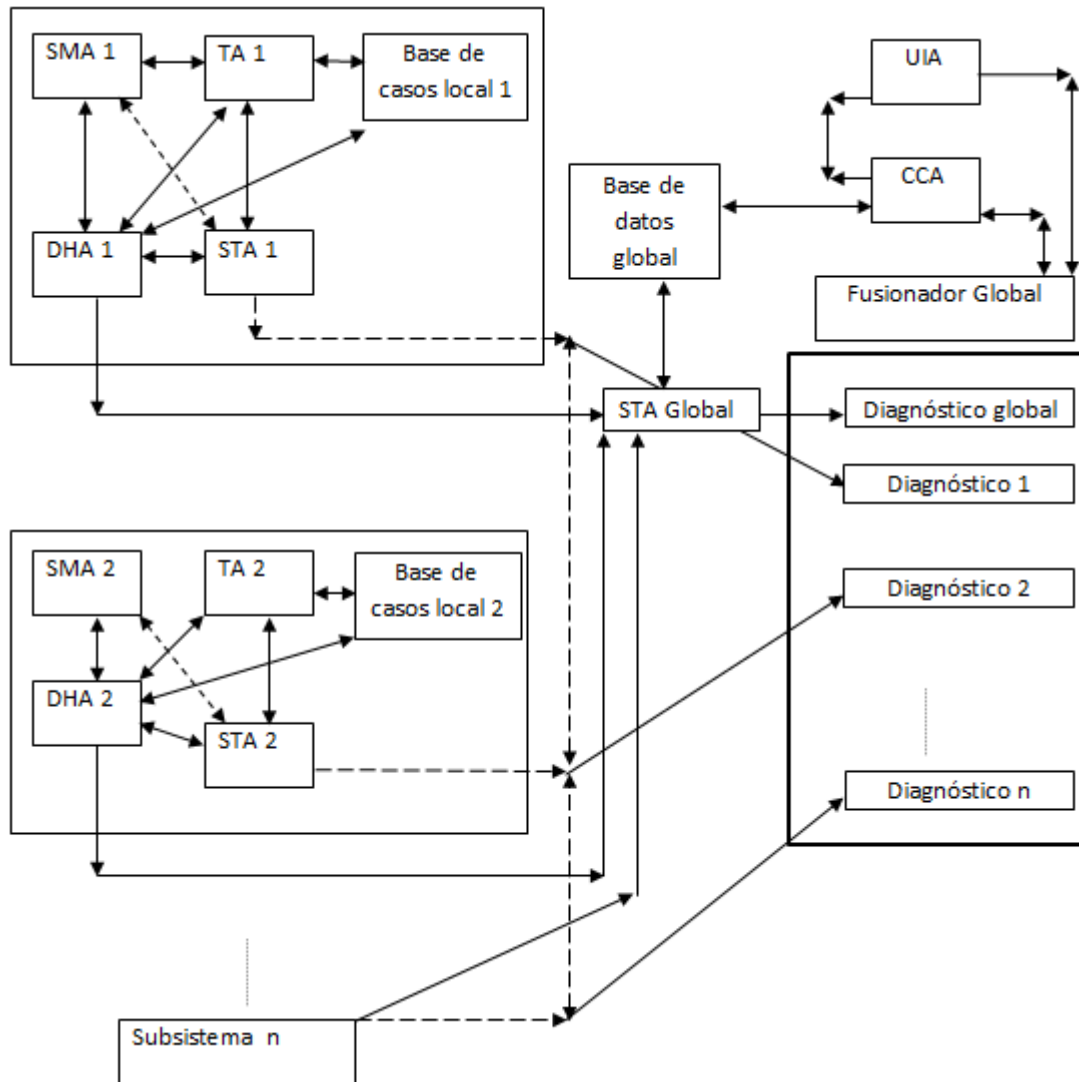 SMA 1
TA 1
Base de
casos local 1
UIA
CCA
Base de
datos
global
DHA 1
STA 1
Fusionador Global
STA Global
Diagnóstico global
Diagnóstico 1
SMA 2
TA 2
Base de
casos local 2
Diagnóstico 2
DHA 2
STA 2
Diagnóstico n
Subsistema n